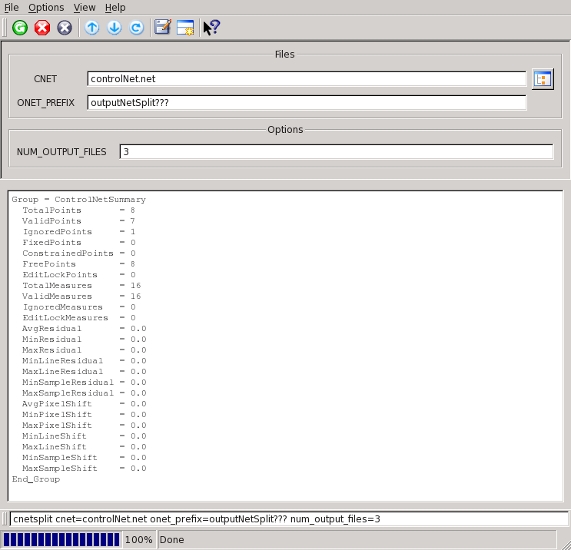 File Options View Help
Files
CNET controlNet.net
ONET_PREFIX outputNetSplit???
Options
NUM_OUTPUT_FILES 3
Group = ControlNetSummary
TotalPoints = 8
ValidPoints = 7
IgnoredPoints = 1
FixedPoints = 0
ConstrainedPoints = 0
FreePoints = 8
EditLockPoints = 0
TotalMeasures = 16
ValidMeasures = 16
IgnoredMeasures = 0
EditLockMeasures = 0
AvgResidual = 0.0
MinResidual = 0.0
MaxResidual = 0.0
MinLineResidual = 0.0
MaxLineResidual = 0.0
MinSampleResidual = 0.0
MaxSampleResidual = 0.0
AvgPixelShift = 0.0
MinPixelShift = 0.0
MaxPixelShift = 0.0
MinLineShift = 0.0
MaxLineShift = 0.0
MinSampleShift = 0.0
MaxSampleShift = 0.0
End_Group
cnetsplit cnet=controlNet.net onet_prefix=outputNetSplit??? num_output_files=3
100% Done